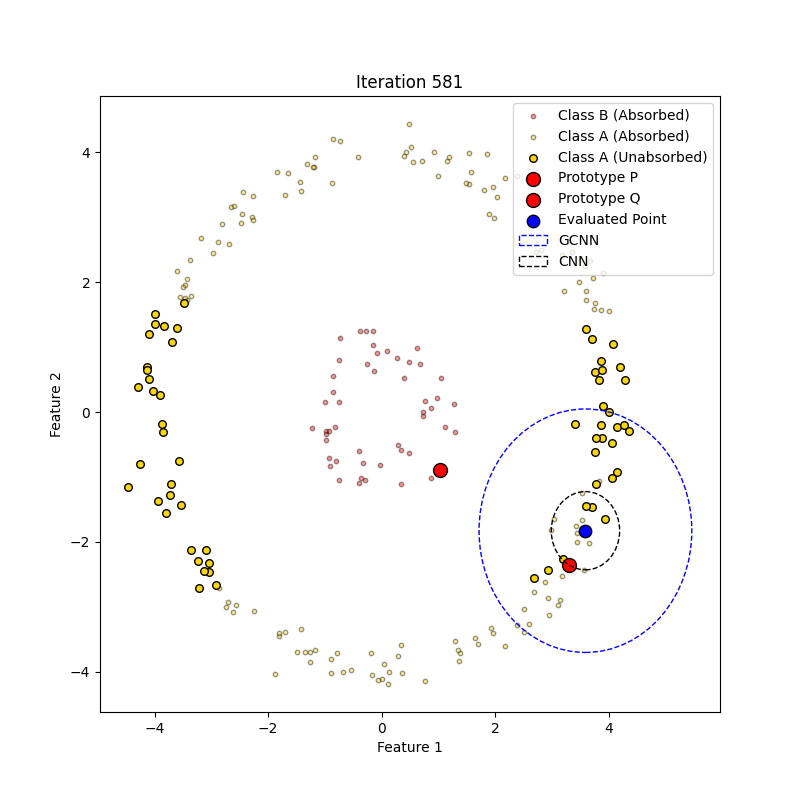 Iteration 581
Class B (Absorbed)
Class A (Absorbed)
Class A (Unabsorbed)
Prototype P
Prototype Q
Evaluated Point
GCNN
CNN
4
2
0
−2
−4
Feature 2
−4
−2
0
2
4
Feature 1